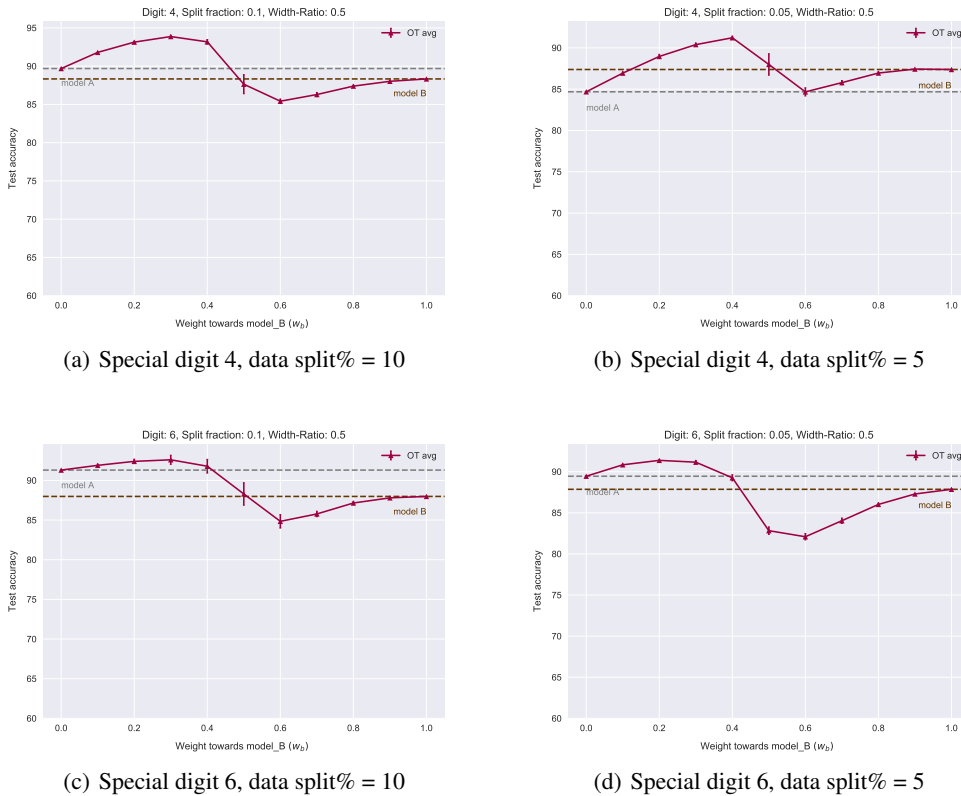 Digit: 4, Split fraction: 0.1, Width-Ratio: 0.5
OT avg
model A
model B
Test accuracy
95
90
85
80
75
70
65
60
0.0 0.2 0.4 0.6 0.8 1.0
Weight towards model_B (w_b)
(a) Special digit 4, data split% = 10
Digit: 4, Split fraction: 0.05, Width-Ratio: 0.5
OT avg
model A
model B
Test accuracy
90
85
80
75
70
65
60
0.0 0.2 0.4 0.6 0.8 1.0
Weight towards model_B (w_b)
(b) Special digit 4, data split% = 5
Digit: 6, Split fraction: 0.1, Width-Ratio: 0.5
OT avg
model A
model B
Test accuracy
90
85
80
75
70
65
60
0.0 0.2 0.4 0.6 0.8 1.0
Weight towards model_B (w_b)
(c) Special digit 6, data split% = 10
Digit: 6, Split fraction: 0.05, Width-Ratio: 0.5
OT avg
model A
model B
Test accuracy
90
85
80
75
70
65
60
0.0 0.2 0.4 0.6 0.8 1.0
Weight towards model_B (w_b)
(d) Special digit 6, data split% = 5